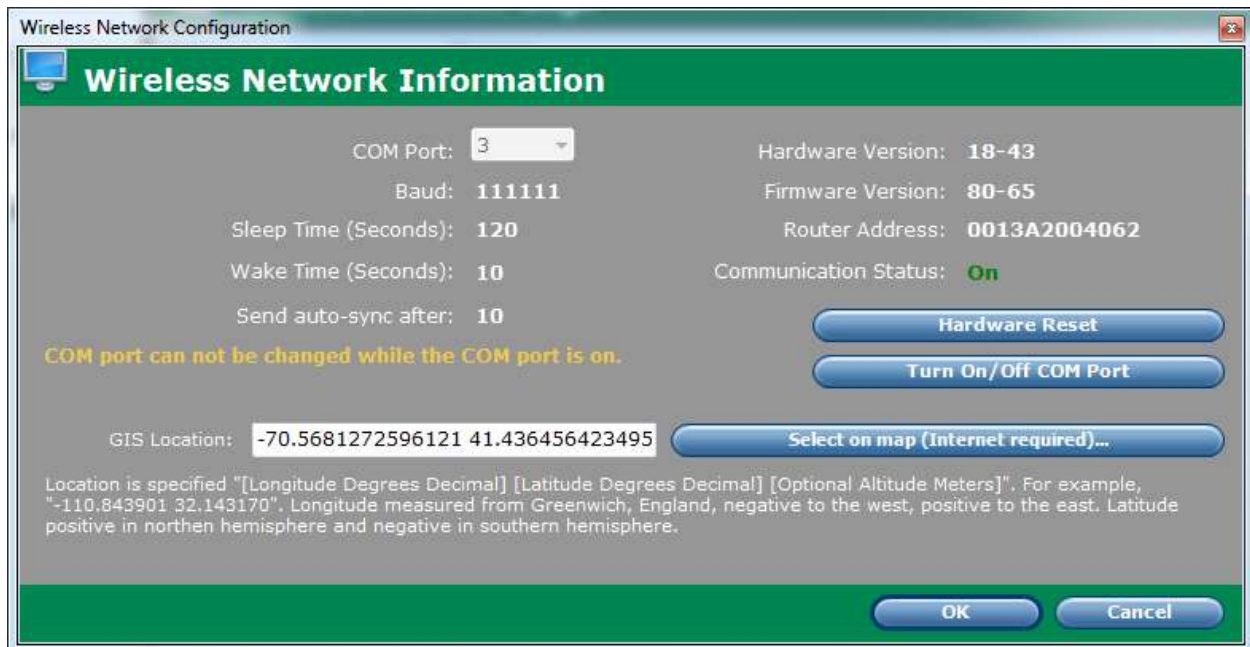 Wireless Network Configuration
Wireless Network Information
COM Port: 3
Hardware Version: 18-43
Baud: 111111
Firmware Version: 80-65
Sleep Time (Seconds): 120
Router Address: 0013A2004062
Wake Time (Seconds): 10
Communication Status: On
Send auto-sync after: 10
Hardware Reset
COM port can not be changed while the COM port is on.
Turn On/Off COM Port
GIS Location: -70.5681272596121 41.436456423495
Select on map (Internet required)...
Location is specified "[Longitude Degrees Decimal] [Latitude Degrees Decimal] [Optional Altitude Meters]". For example,
"-110.843901 32.143170". Longitude measured from Greenwich, England, negative to the west, positive to the east. Latitude
positive in northen hemisphere and negative in southern hemisphere.
OK
Cancel